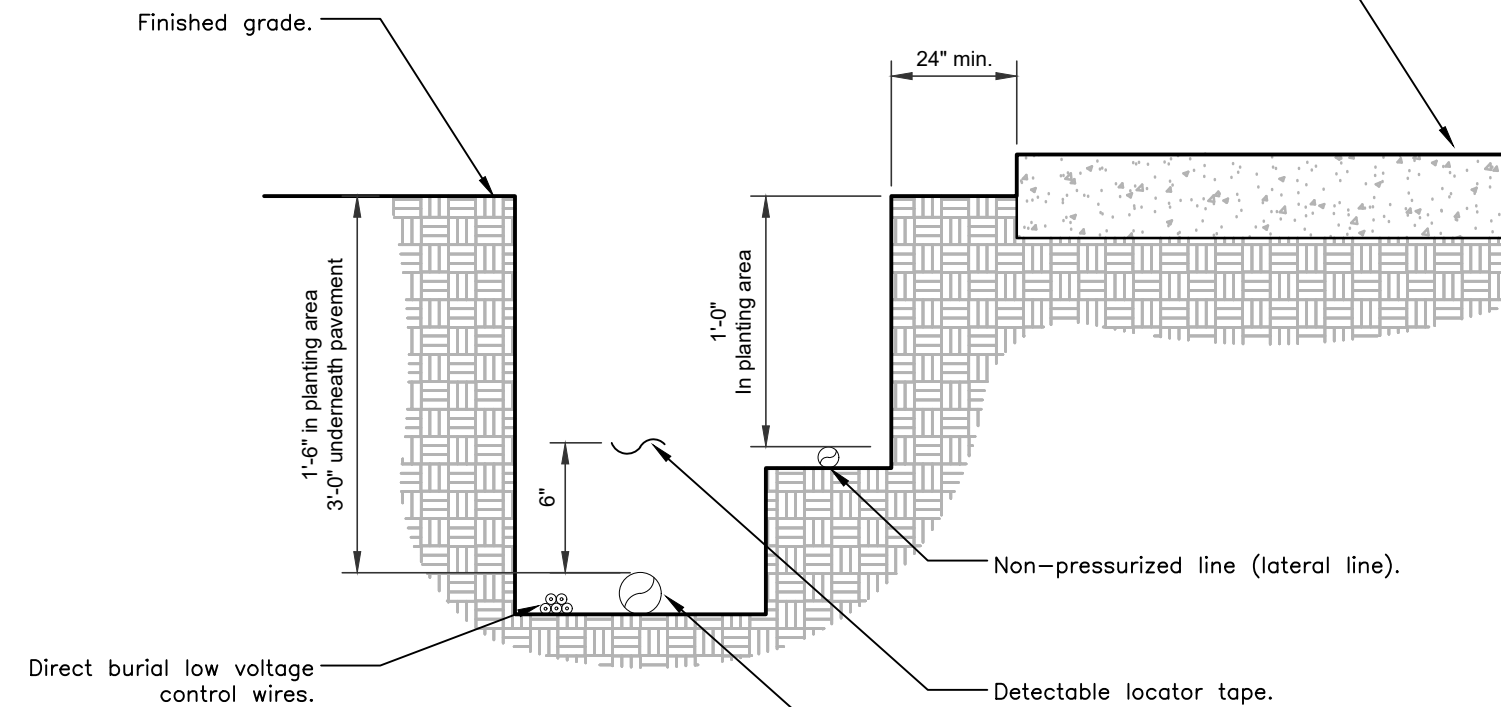 Finished grade.
24" min.
1'-6" in planting area
3'-0" underneath pavement
1'-0"
In planting area
6"
Non-pressurized line (lateral line).
Direct burial low voltage
control wires.
Detectable locator tape.